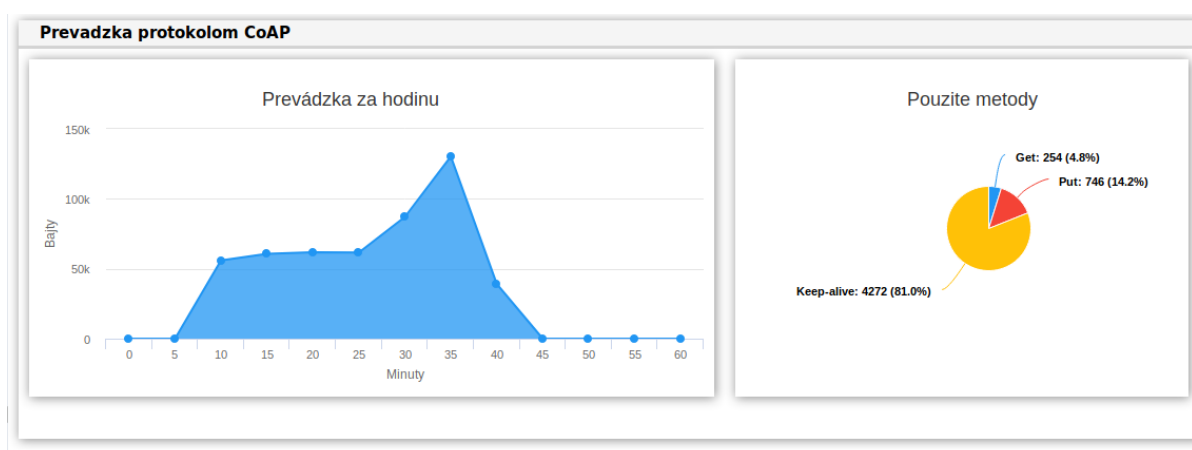 Prevadzka protokolom CoAP
Prevádzka za hodinu
150k
100k
50k
0
Bajty
0 5 10 15 20 25 30 35 40 45 50 55 60
Minuty
Pouzite metody
Get: 254 (4.8%)
Put: 746 (14.2%)
Keep-alive: 4272 (81.0%)